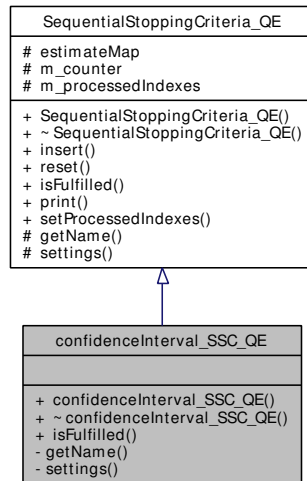 SequentialStoppingCriteria_QE
# estimateMap
# m_counter
# m_processedIndexes
+ SequentialStoppingCriteria_QE()
+ ~ SequentialStoppingCriteria_QE()
+ insert()
+ reset()
+ isFulfilled()
+ print()
+ setProcessedIndexes()
# getName()
# settings()
confidenceInterval_SSC_QE
+ confidenceInterval_SSC_QE()
+ ~ confidenceInterval_SSC_QE()
+ isFulfilled()
- getName()
- settings()